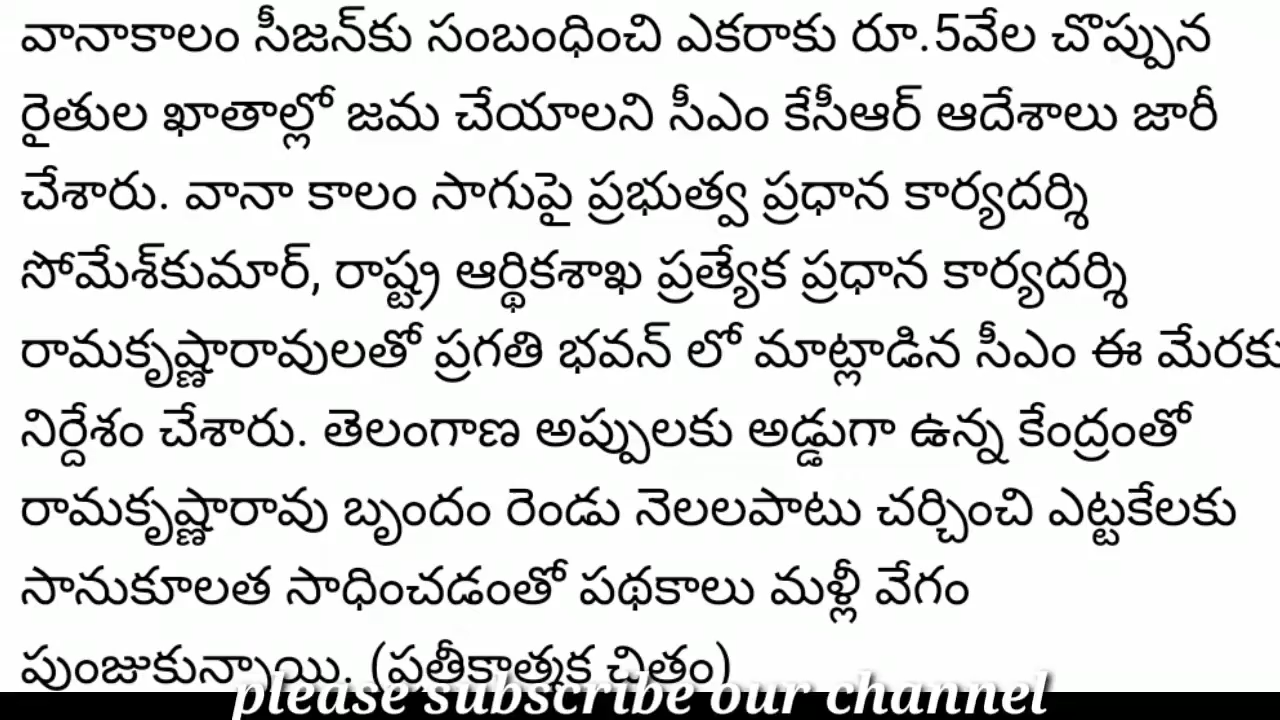 వానాకాలం సీజన్‌కు సంబంధించి ఎకరాకు రూ.5వేల చొప్పున
రైతుల ఖాతాల్లో జమ చేయాలని సీఎం కేసీఆర్ ఆదేశాలు జారీ
చేశారు. వానా కాలం సాగుపై ప్రభుత్వ ప్రధాన కార్యదర్శి
సోమేశ్‌కుమార్, రాష్ట్ర ఆర్థికశాఖ ప్రత్యేక ప్రధాన కార్యదర్శి
రామకృష్ణారావులతో ప్రగతి భవన్ లో మాట్లాడిన సీఎం ఈ మేరకు
నిర్దేశం చేశారు. తెలంగాణ అప్పులకు అడ్డుగా ఉన్న కేంద్రంతో
రామకృష్ణారావు బృందం రెండు నెలలపాటు చర్చించి ఎట్టకేలకు
సానుకూలత సాధించడంతో పథకాలు మళ్లీ వేగం
పుంజుకున్నాయి. (ప్రతీకాత్మక చిత్రం)
please subscribe our channel